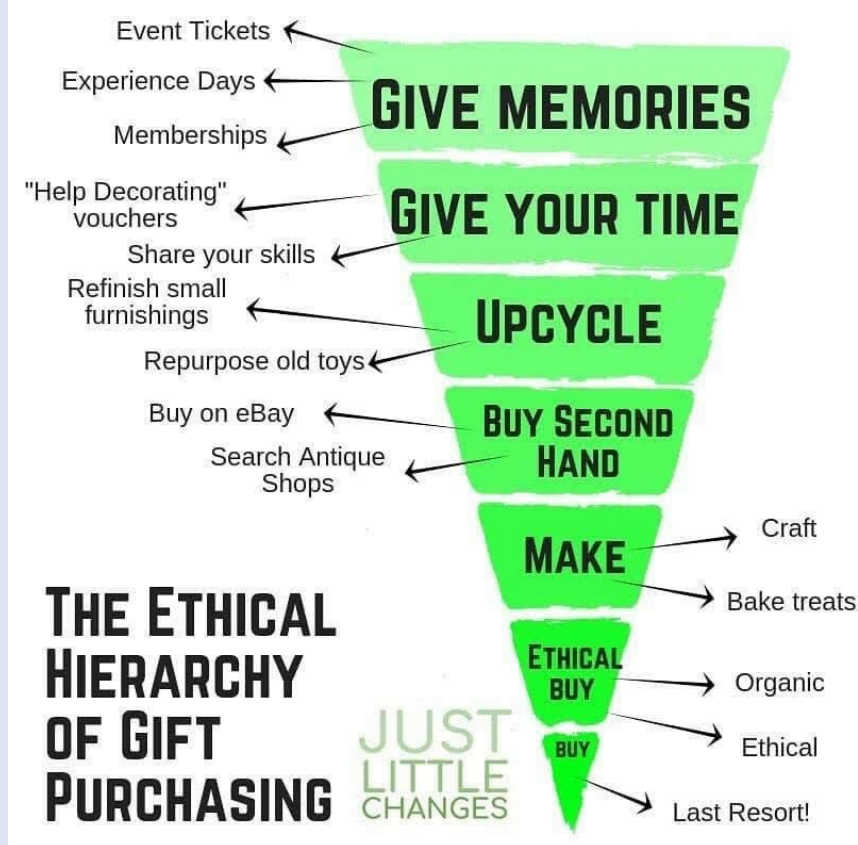 Event Tickets
Experience Days
Memberships
GIVE MEMORIES
"Help Decorating"
vouchers
Share your skills
GIVE YOUR TIME
Refinish small
furnishings
Repurpose old toys
UPCYCLE
Buy on eBay
Search Antique
Shops
BUY SECOND
HAND
MAKE
Craft
Bake treats
ETHICAL
BUY
Organic
Ethical
BUY
Last Resort!
THE ETHICAL
HIERARCHY
OF GIFT
PURCHASING
JUST
LITTLE
CHANGES